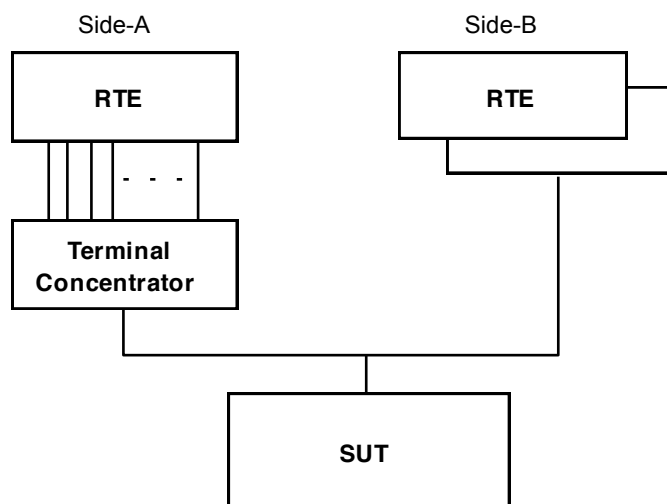 Side-A
Side-B
RTE
RTE
- - -
Terminal
Concentrator
SUT